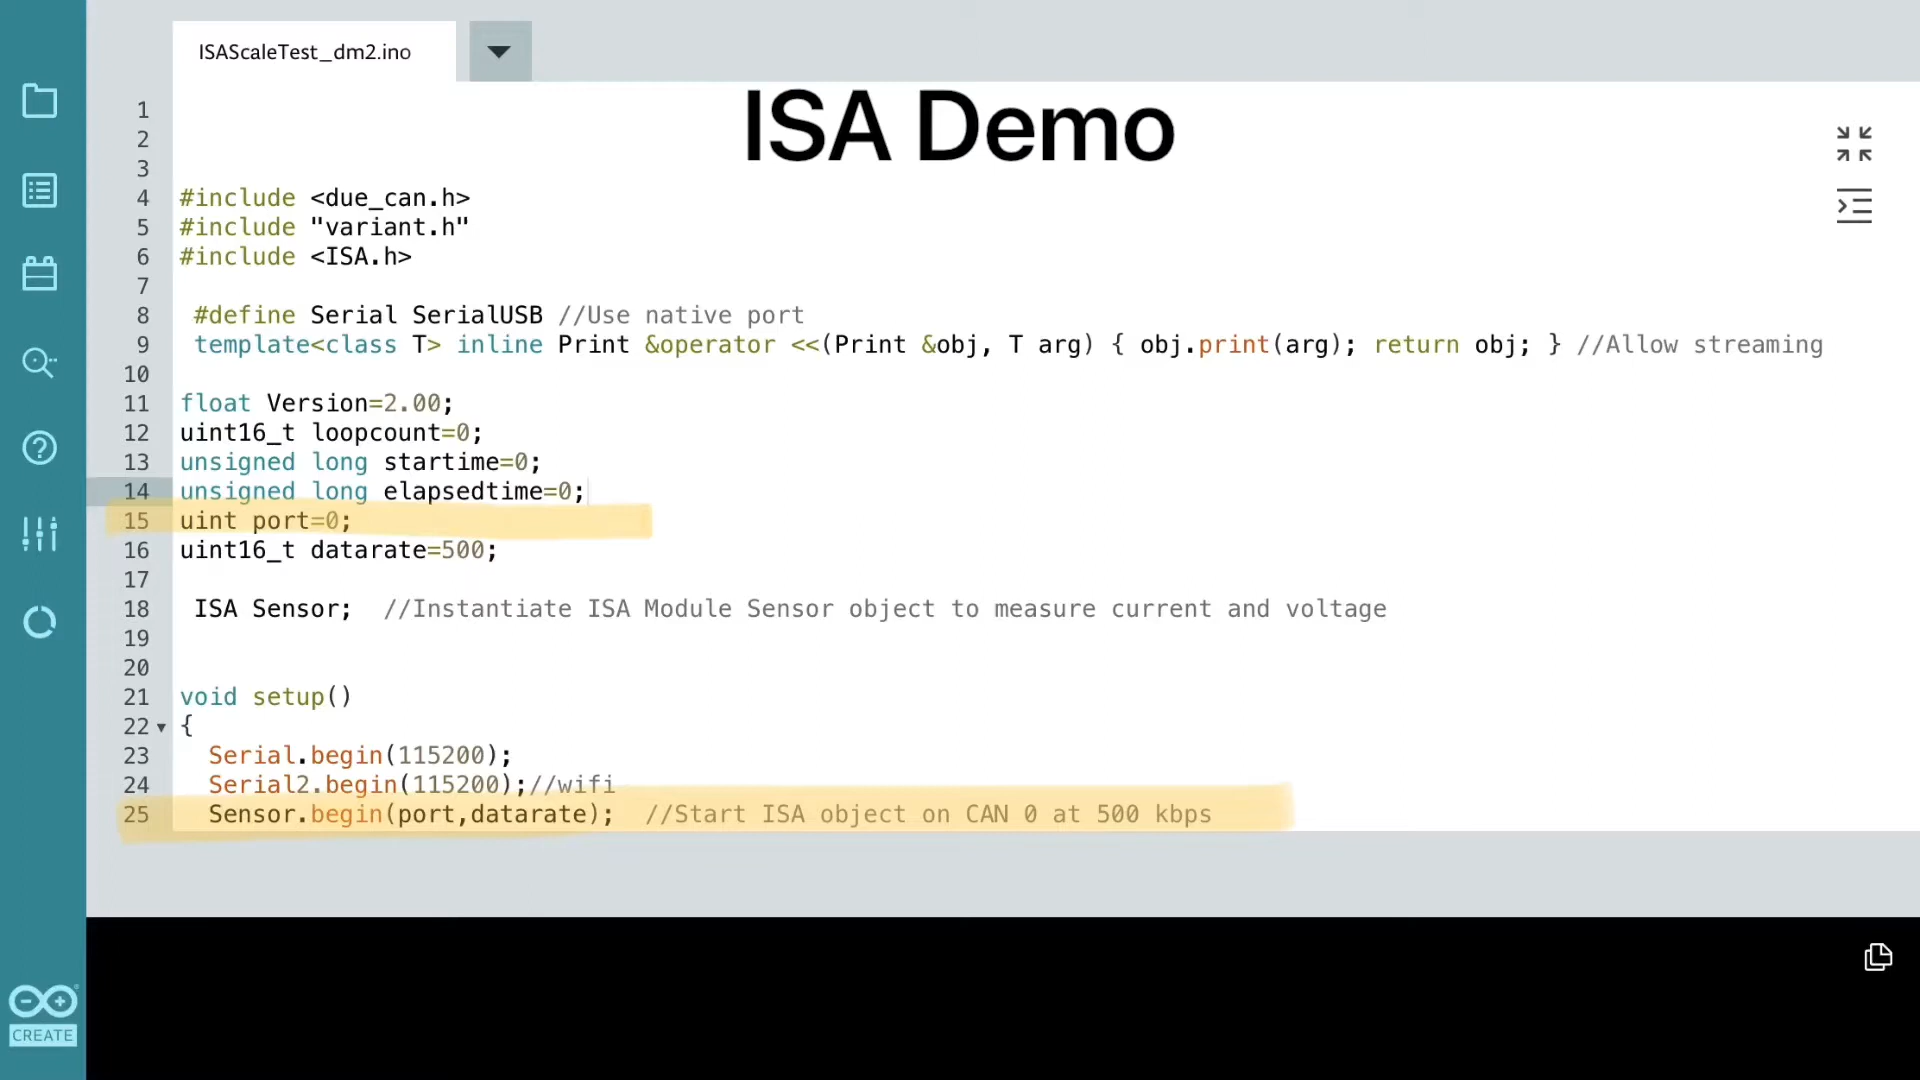 ISAScaleTest_dm2.ino
ISA Demo
1
2
3
4 #include <due_can.h>
5 #include "variant.h"
6 #include <ISA.h>
7
8 #define Serial SerialUSB //Use native port
9 template<class T> inline Print &operator <<(Print &obj, T arg) { obj.print(arg); return obj; } //Allow streaming
10
11 float Version=2.00;
12 uint16_t loopcount=0;
13 unsigned long startime=0;
14 unsigned long elapsedtime=0;
15 uint port=0;
16 uint16_t datarate=500;
17
18 ISA Sensor;  //Instantiate ISA Module Sensor object to measure current and voltage
19
20
21 void setup()
22 {
23 Serial.begin(115200);
24 Serial2.begin(115200);//wifi
25 Sensor.begin(port,datarate);  //Start ISA object on CAN 0 at 500 kbps
CREATE